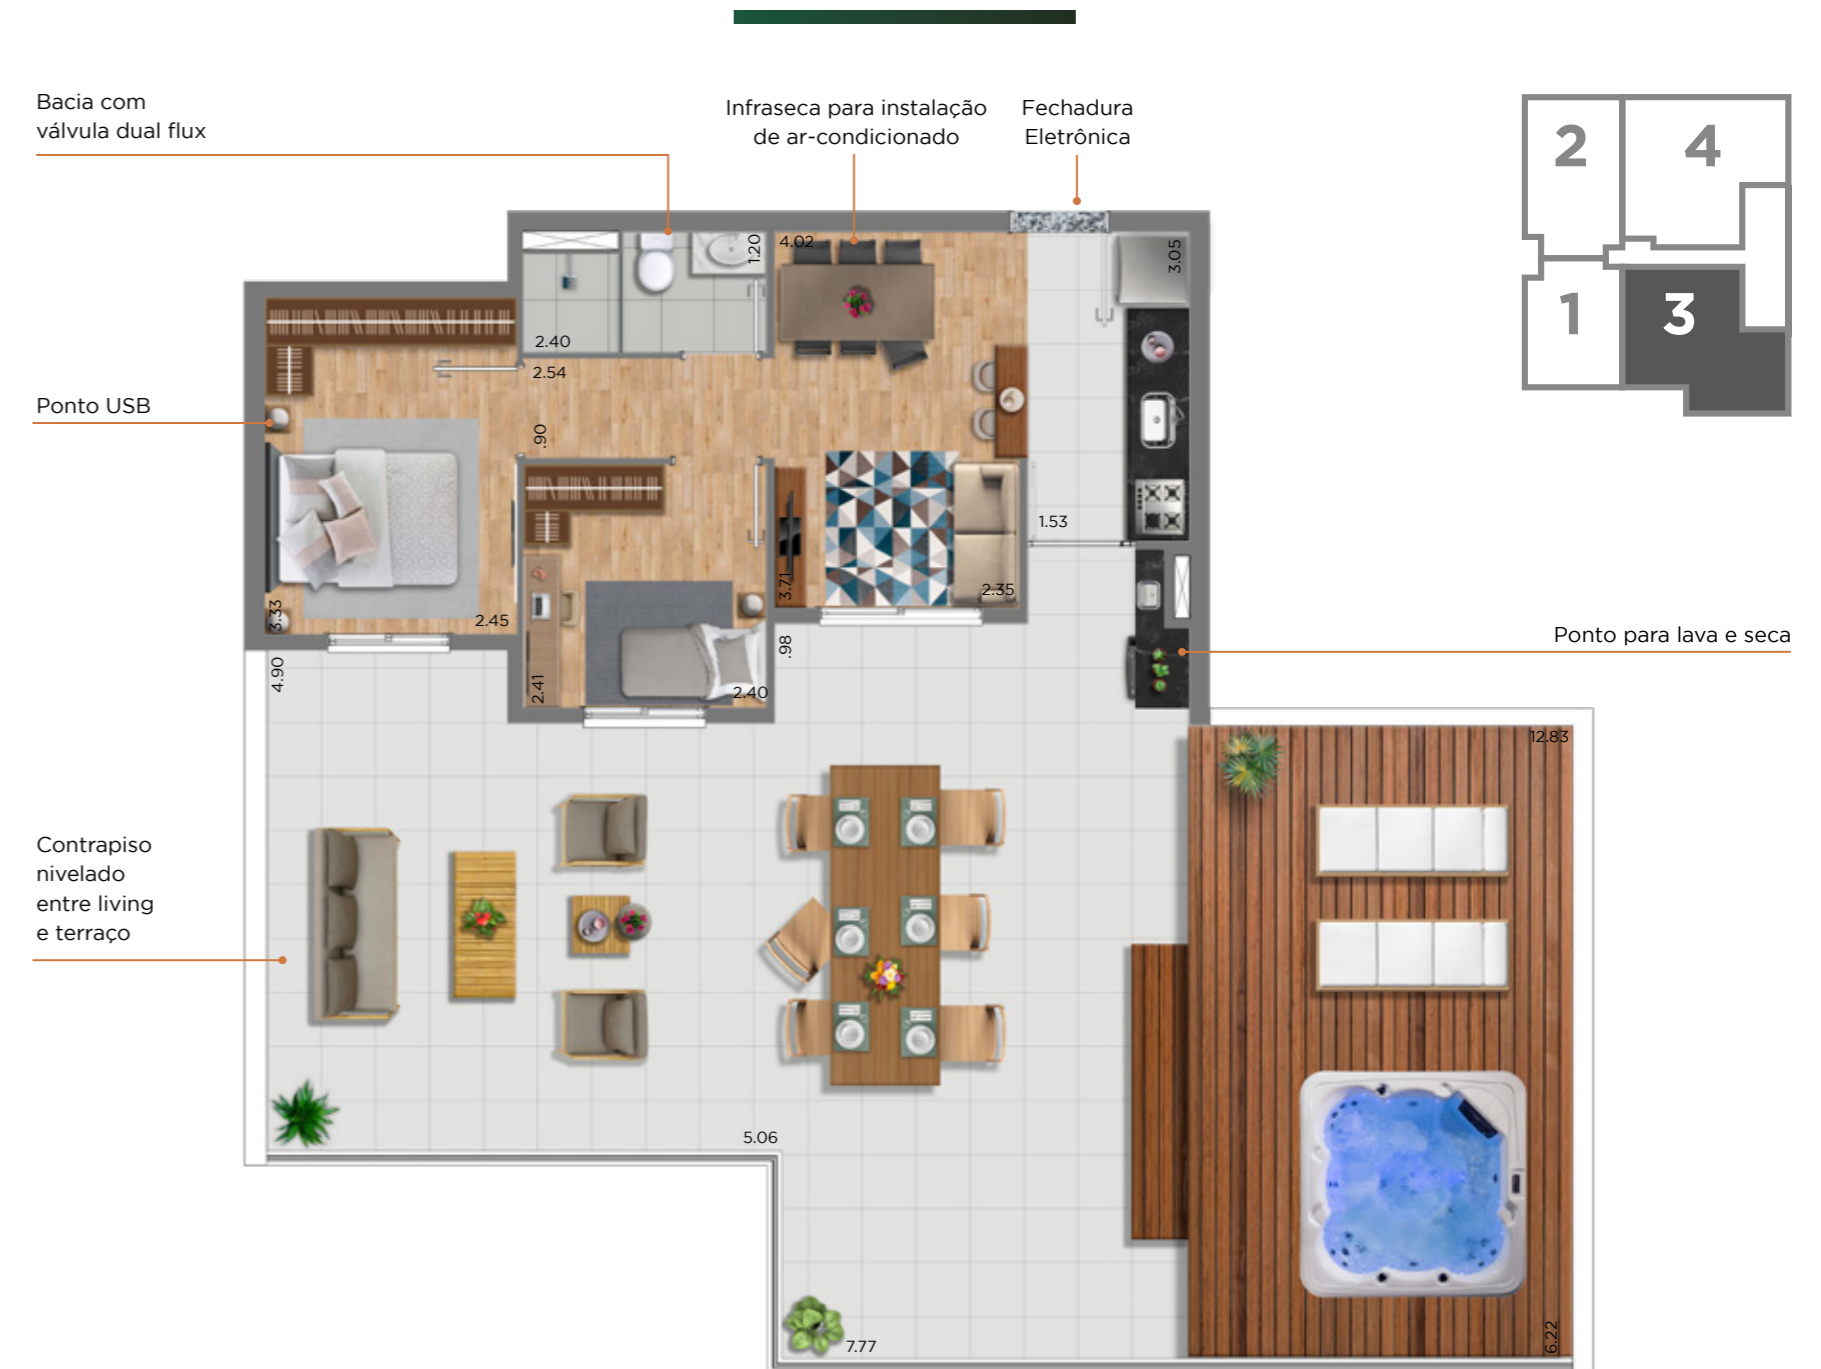 Bacia com
válvula dual flux
Infraseca para instalação
de ar-condicionado
Fechadura
Eletrônica
2
4
1
3
1.20
4.02
3.05
2.40
2.54
Ponto USB
.90
1.53
3.71
2.35
3.33
2.45
Ponto para lava e seca
.98
4.90
2.41
2.40
12.83
Contrapiso
nivelado
entre living
e terraço
5.06
7.77
6.22